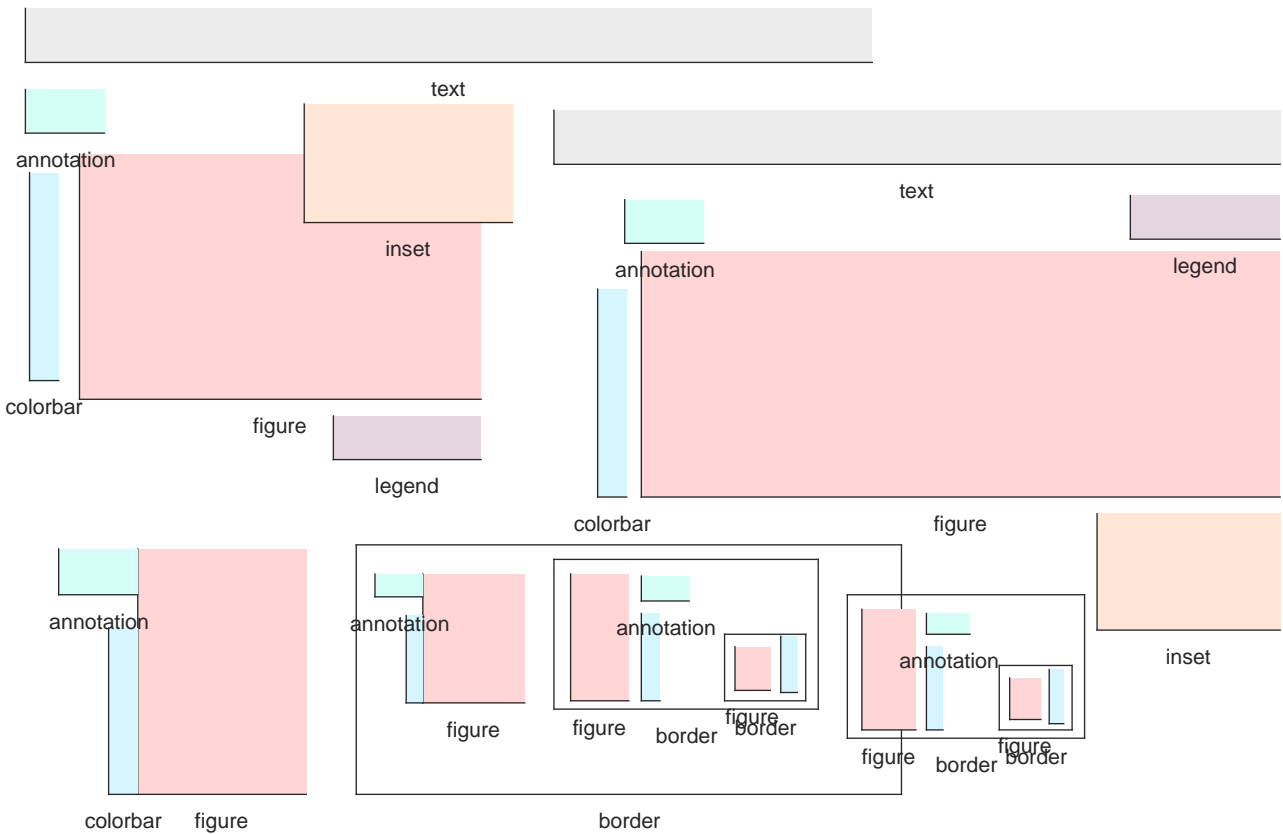 text
annotation
text
inset
annotation
legend
colorbar
figure
legend
colorbar
figure
annotation
annotation
annotation
annotation
inset
figure
figure
figure
border
border
figure
figure
border
border
colorbar
figure
border